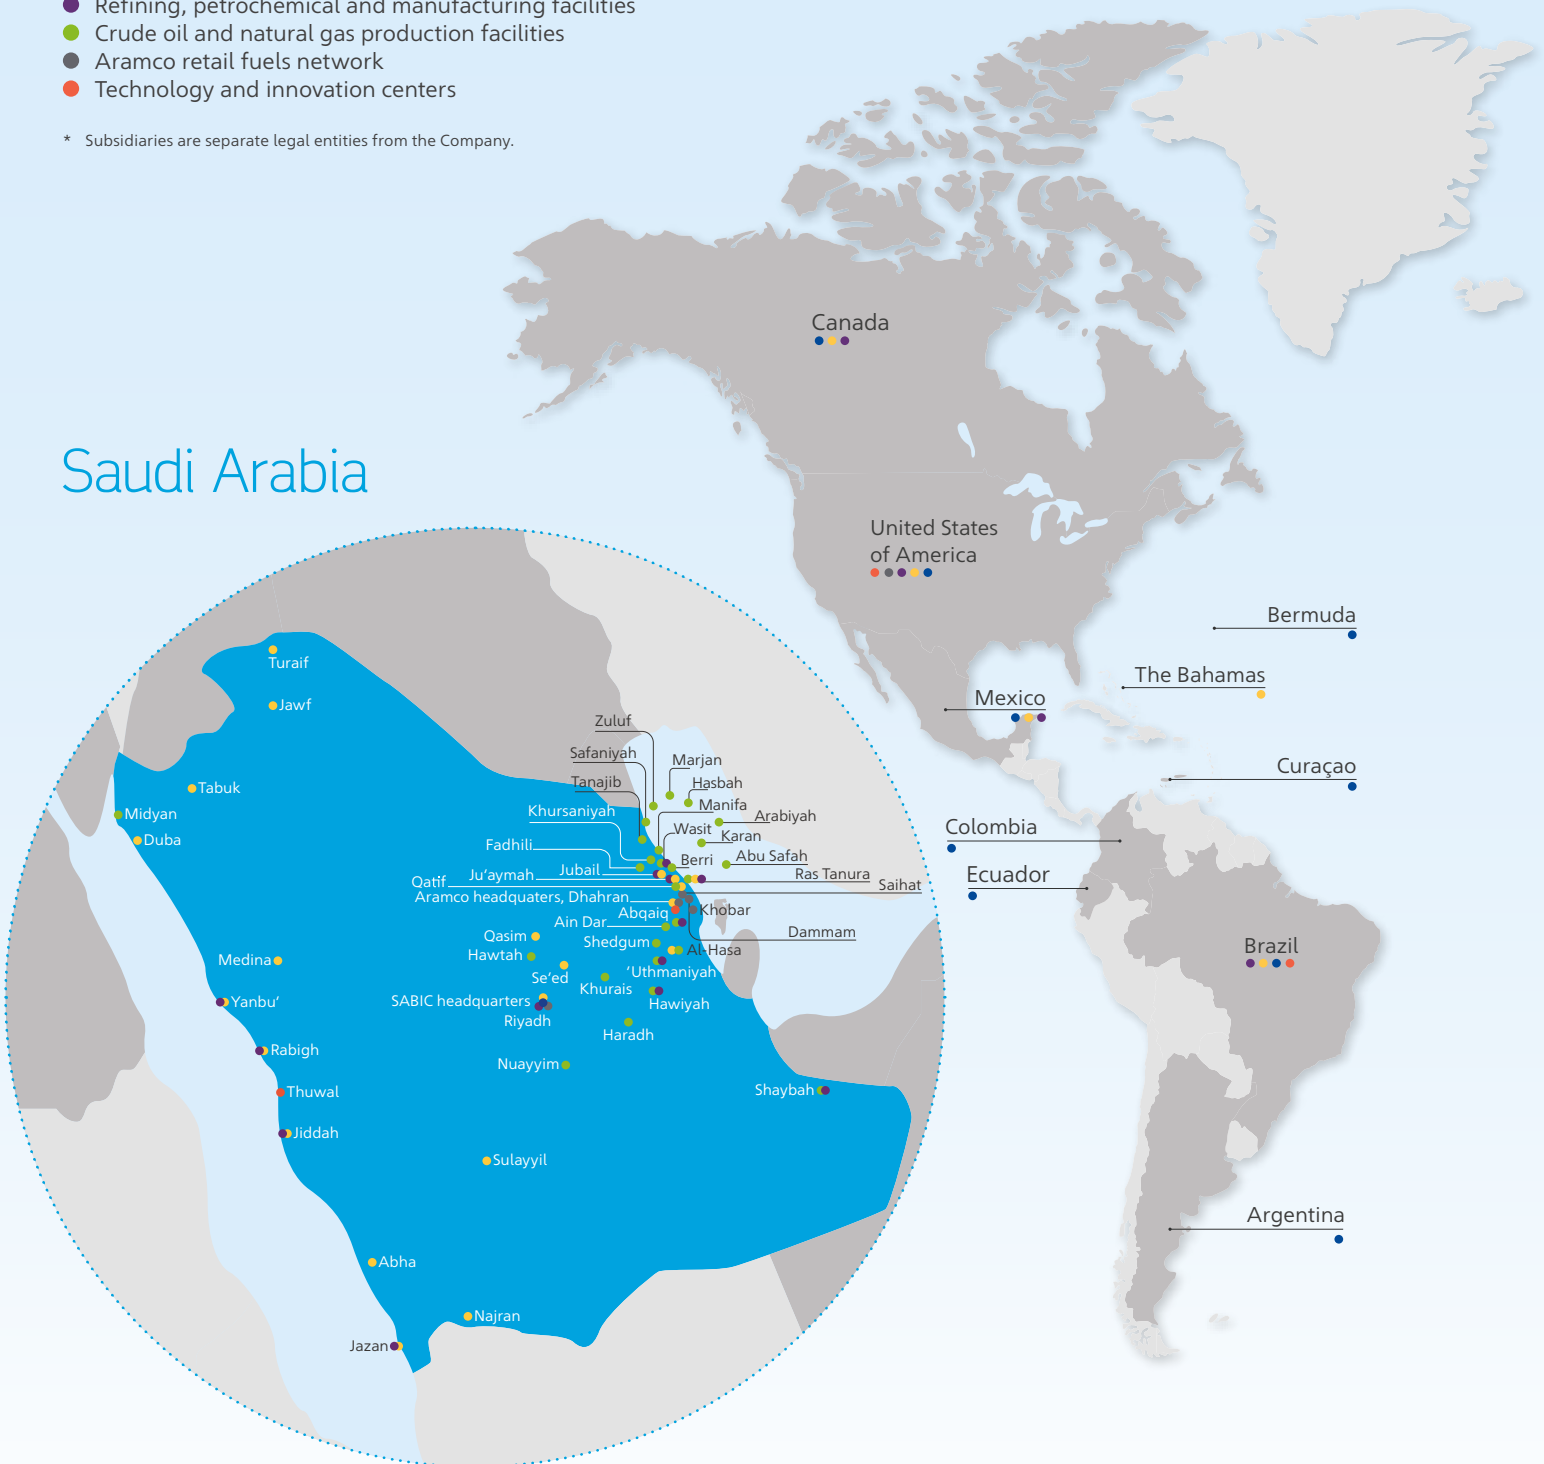 Refining, petrochemical and manufacturing facilities
Crude oil and natural gas production facilities
Aramco retail fuels network
Technology and innovation centers
* Subsidiaries are separate legal entities from the Company.
Canada
Saudi Arabia
United States
of America
Bermuda
The Bahamas
Mexico
Curaçao
Colombia
Ecuador
Brazil
Argentina
Turaif
Jawf
Tabuk
Midyan
Duba
Zuluf
Safaniyah
Marjan
Tanajib
Hasbah
Manifa
Khursaniyah
Arabiyah
Wasit
Karan
Fadhili
Berri
Abu Safah
Jubail
Ju‘aymah
Ras Tanura
Qatif
Saihat
Aramco headquaters, Dhahran
Abqaiq
Khobar
Ain Dar
Dammam
Qasim
Shedgum
Al-Hasa
Hawtah
Medina
Se‘ed
‘Uthmaniyah
Khurais
SABIC headquarters
Yanbu‘
Hawiyah
Riyadh
Haradh
Rabigh
Nuayyim
Thuwal
Shaybah
Jiddah
Sulayyil
Abha
Najran
Jazan